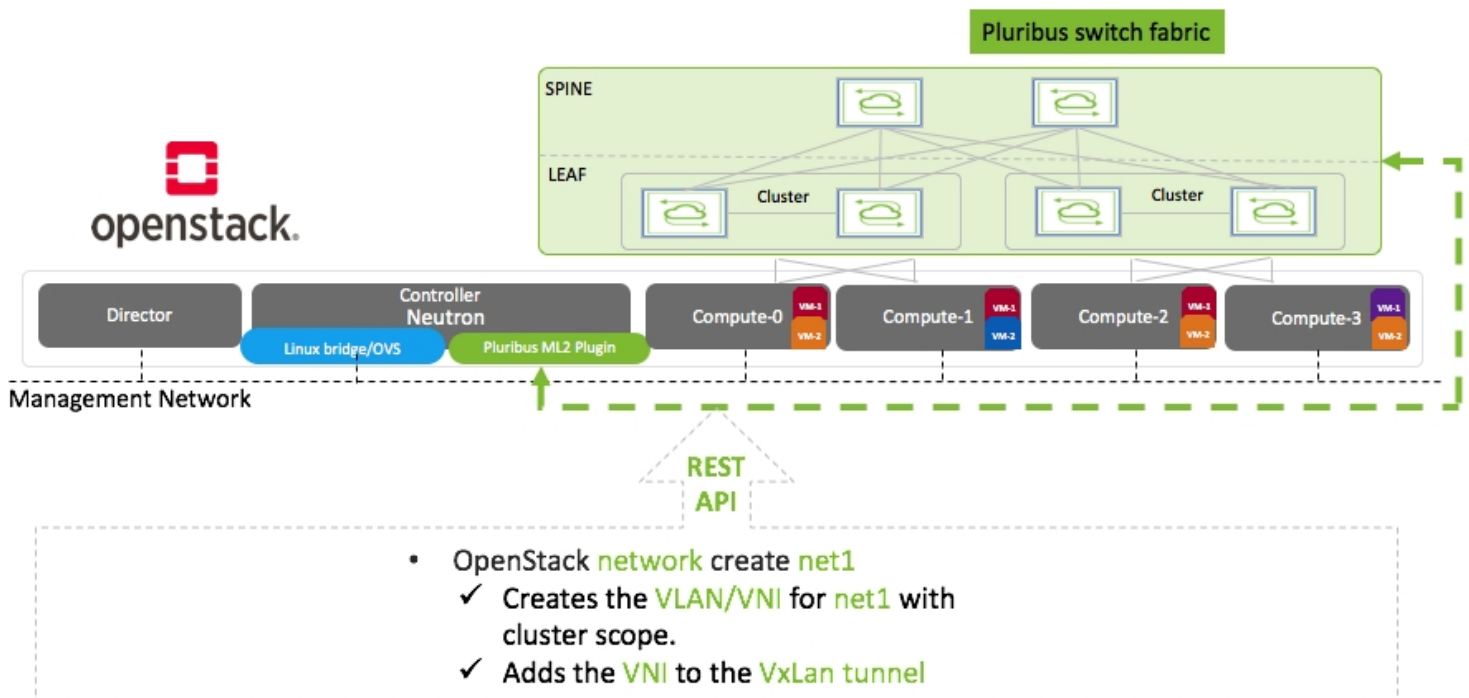 Pluribus switch fabric
SPINE
LEAF
Cluster
Cluster
openstack.
Director
Controller
Neutron
Linux bridge/OVS
Pluribus ML2 Plugin
Compute-0
VM-1
VM-2
Compute-1
VM-1
VM-2
Compute-2
VM-1
VM-2
Compute-3
VM-1
VM-2
Management Network
REST
API
• OpenStack network create net1
✓ Creates the VLAN/VNI for net1 with
cluster scope.
✓ Adds the VNI to the VxLan tunnel